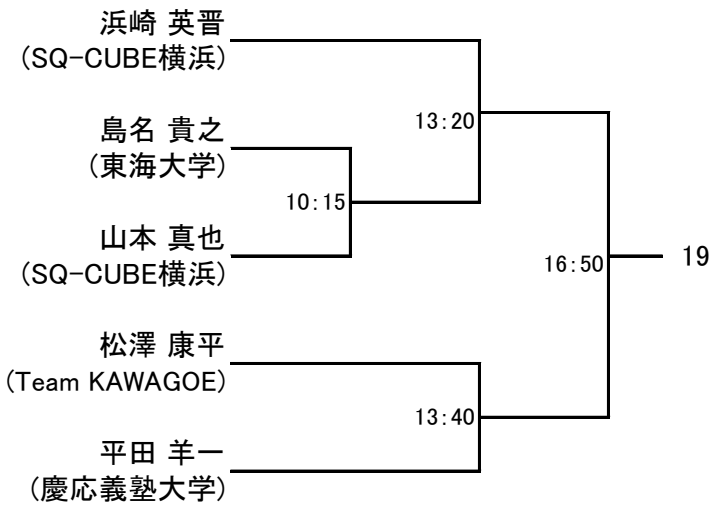 浜崎 英晋
(SQ-CUBE横浜)
13:20
島名 貴之
(東海大学)
10:15
山本 真也
(SQ-CUBE横浜)
16:50
19
松澤 康平
(Team KAWAGOE)
13:40
平田 羊一
(慶応義塾大学)